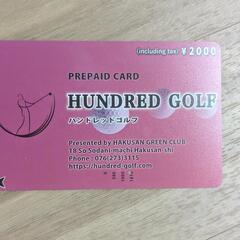 (including tax) ¥2000
PREPAID CARD
HUNDRED GOLF
ハンドレッドゴルフ
Presented by HAKUSAN GREEN CLUB
18 So Sodani-machi Hakusan-shi
Phone : 076(273)3115
https://hundred-golf.com